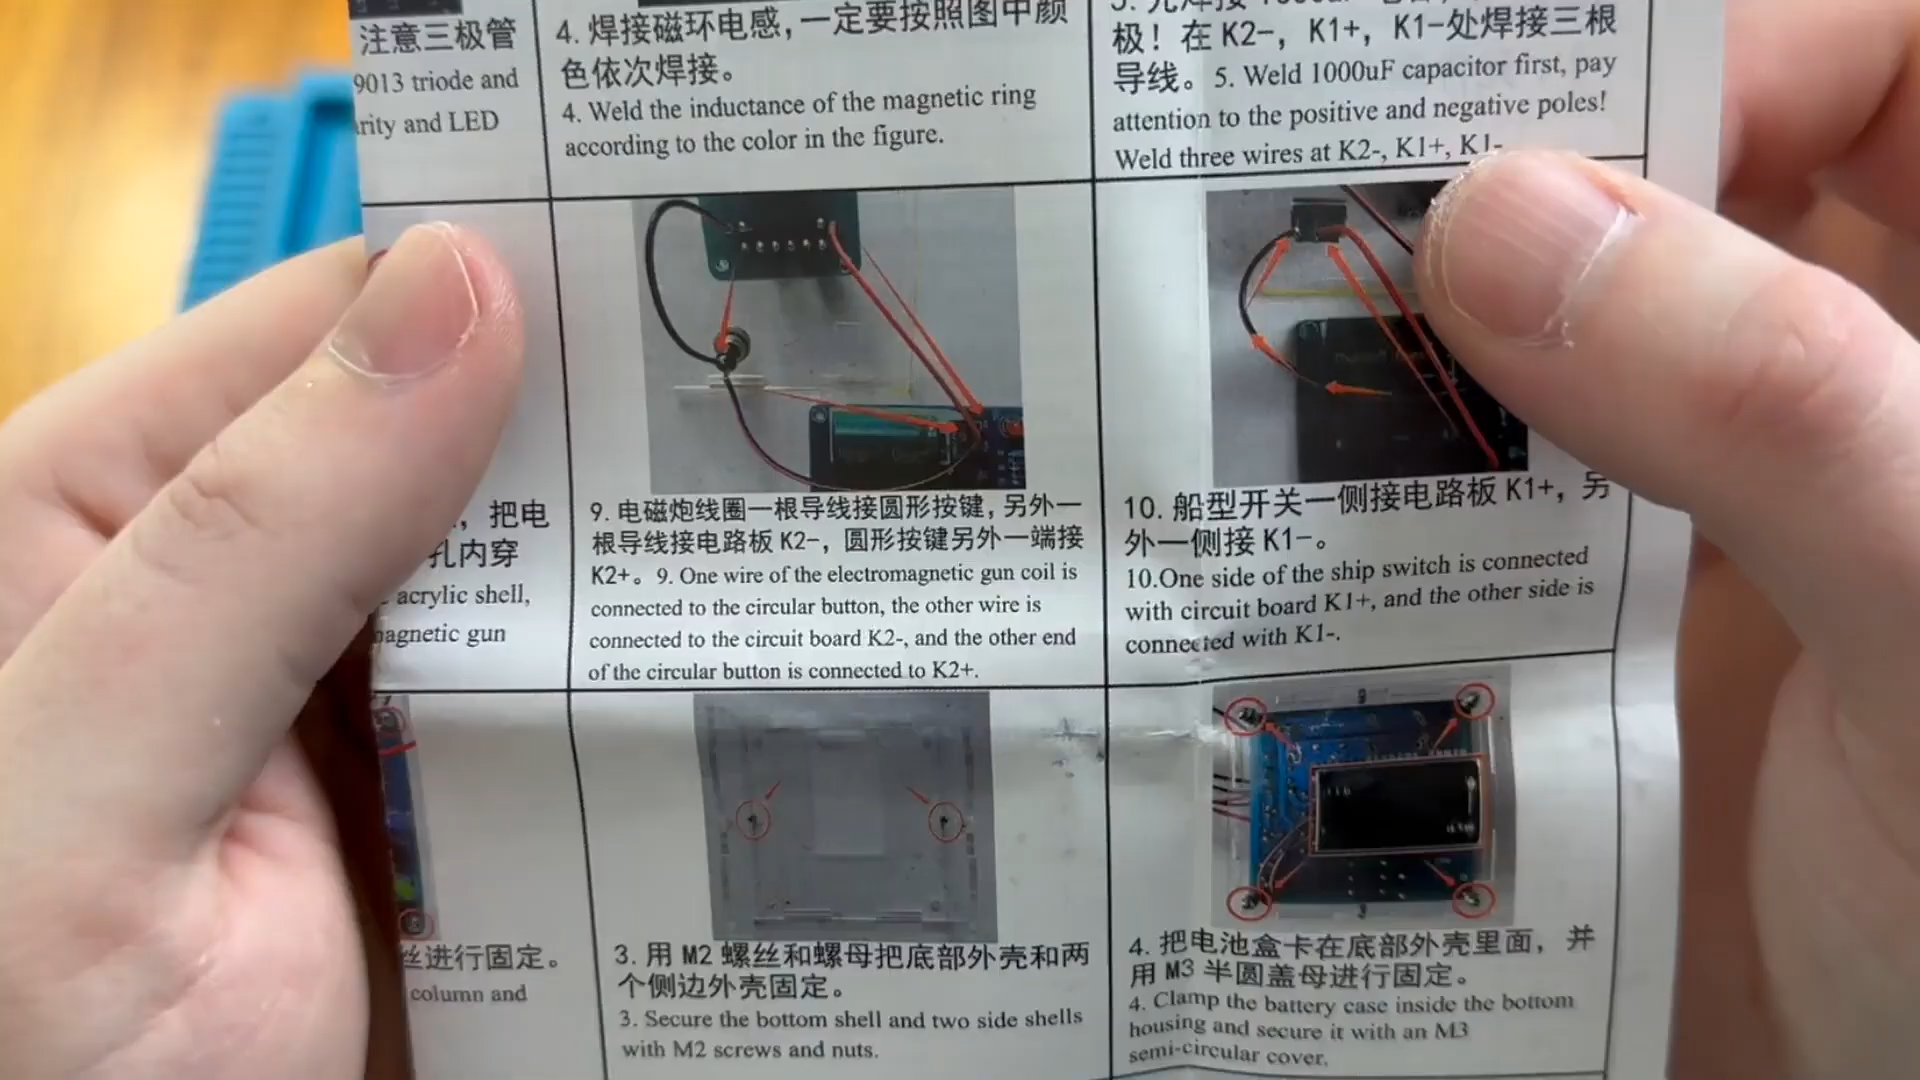 注意三极管
9013 triode and
rity and LED
4. 焊接磁环电感，一定要按照图中颜
色依次焊接。
4. Weld the inductance of the magnetic ring
according to the color in the figure.
极！在 K2-，K1+，K1-处焊接三根
导线。5. Weld 1000uF capacitor first, pay
attention to the positive and negative poles!
Weld three wires at K2-, K1+, K1-
，把电
孔内穿
acrylic shell,
magnetic gun
9. 电磁炮线圈一根导线接圆形按键，另外一
根导线接电路板 K2-，圆形按键另外一端接
K2+。9. One wire of the electromagnetic gun coil is
connected to the circular button, the other wire is
connected to the circuit board K2-, and the other end
of the circular button is connected to K2+.
10. 船型开关一侧接电路板 K1+，另
外一侧接 K1-。
10.One side of the ship switch is connected
with circuit board K1+, and the other side is
connected with K1-.
丝进行固定。
column and
3. 用 M2 螺丝和螺母把底部外壳和两
个侧边外壳固定。
3. Secure the bottom shell and two side shells
with M2 screws and nuts.
4. 把电池盒卡在底部外壳里面，并
用 M3 半圆盖母进行固定。
4. Clamp the battery case inside the bottom
housing and secure it with an M3
semi-circular cover.